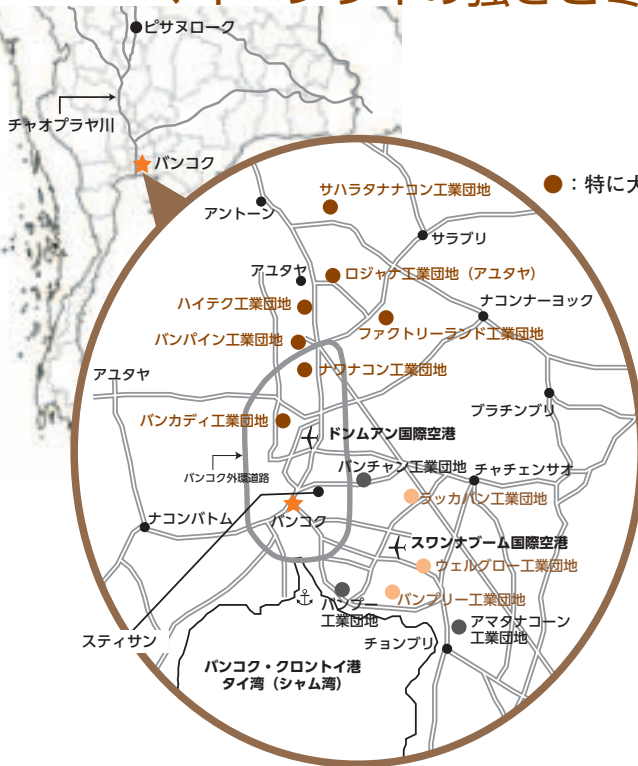 ピサヌローク
チャオプラヤ川
バンコク
●：特に
サハラタナナコン工業団地
アントーン
サラブリ
アユタヤ
ロジャナ工業団地（アユタヤ）
ハイテク工業団地
ナコンナーヨック
ファクトリーランド工業団地
バンパイン工業団地
ナワナコン工業団地
アユタヤ
プラチンブリ
バンカディ工業団地
ドンムアン国際空港
バンコク外環道路
バンチャン工業団地
チャチェンサオ
ラッカバン工業団地
ナコンバトム
バンコク
スワンナブーム国際空港
ウェルグロー工業団地
バンプー
工業団地
バンプリー工業団地
アマタナコーン
工業団地
スティサン
チョンブリ
バンコク・クロントイ港
タイ湾（シャム湾）